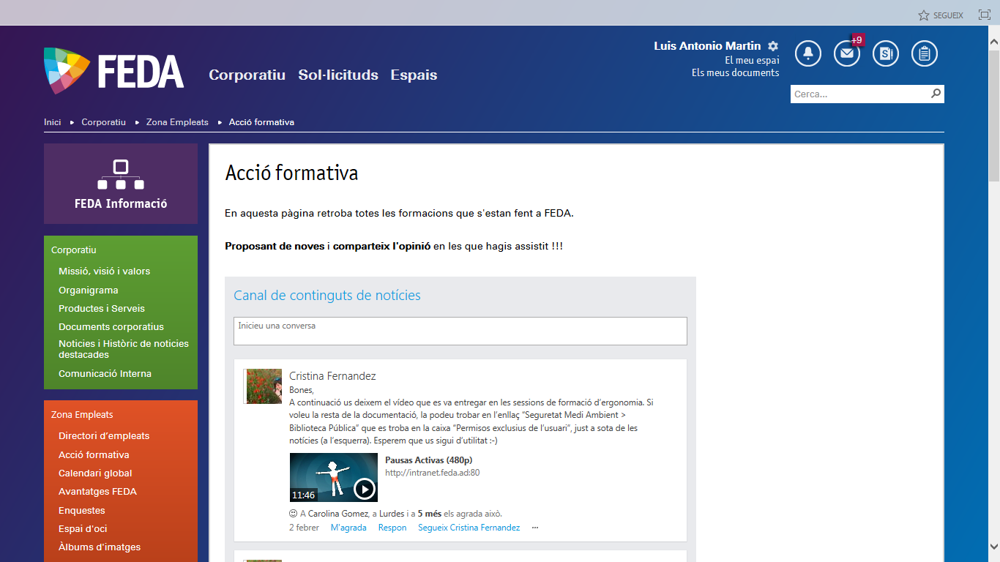 SEGUEIX
FEDA
Corporatiu Sol·licituds Espais
Luis Antonio Martin
El meu espai
Els meus documents
+9
S
Cerca...
Inici Corporatiu Zona Empleats Acció formativa
FEDA Informació
Corporatiu
Missió, visió i valors
Organigrama
Productes i Serveis
Documents corporatius
Noticies i Històric de noticies
destacades
Comunicació Interna
Zona Empleats
Directori d’empleats
Acció formativa
Calendari global
Avantatges FEDA
Enquestes
Espai d'oci
Àlbums d'imatges
Acció formativa
En aquesta pàgina retroba totes les formacions que s'estan fent a FEDA.
Proposant de noves i comparteix l'opinió en les que hagis assistit !!!
Canal de continguts de notícies
Inicieu una conversa
Cristina Fernandez
Bones,
A continuació us deixem el vídeo que es va entregar en les sessions de formació d’ergonomia. Si
voleu la resta de la documentació, la podeu trobar en l’enllaç “Seguretat Medi Ambient >
Biblioteca Pública” que es troba en la caixa “Permisos exclusius de l’usuari”, just a sota de les
notícies (a l’esquerra). Esperem que us sigui d’utilitat :-)
11:46
Pausas Activas (480p)
http://intranet.feda.ad:80
A Carolina Gomez, a Lurdes i a 5 més els agrada això.
2 febrer M'agrada Respon Segueix Cristina Fernandez ...